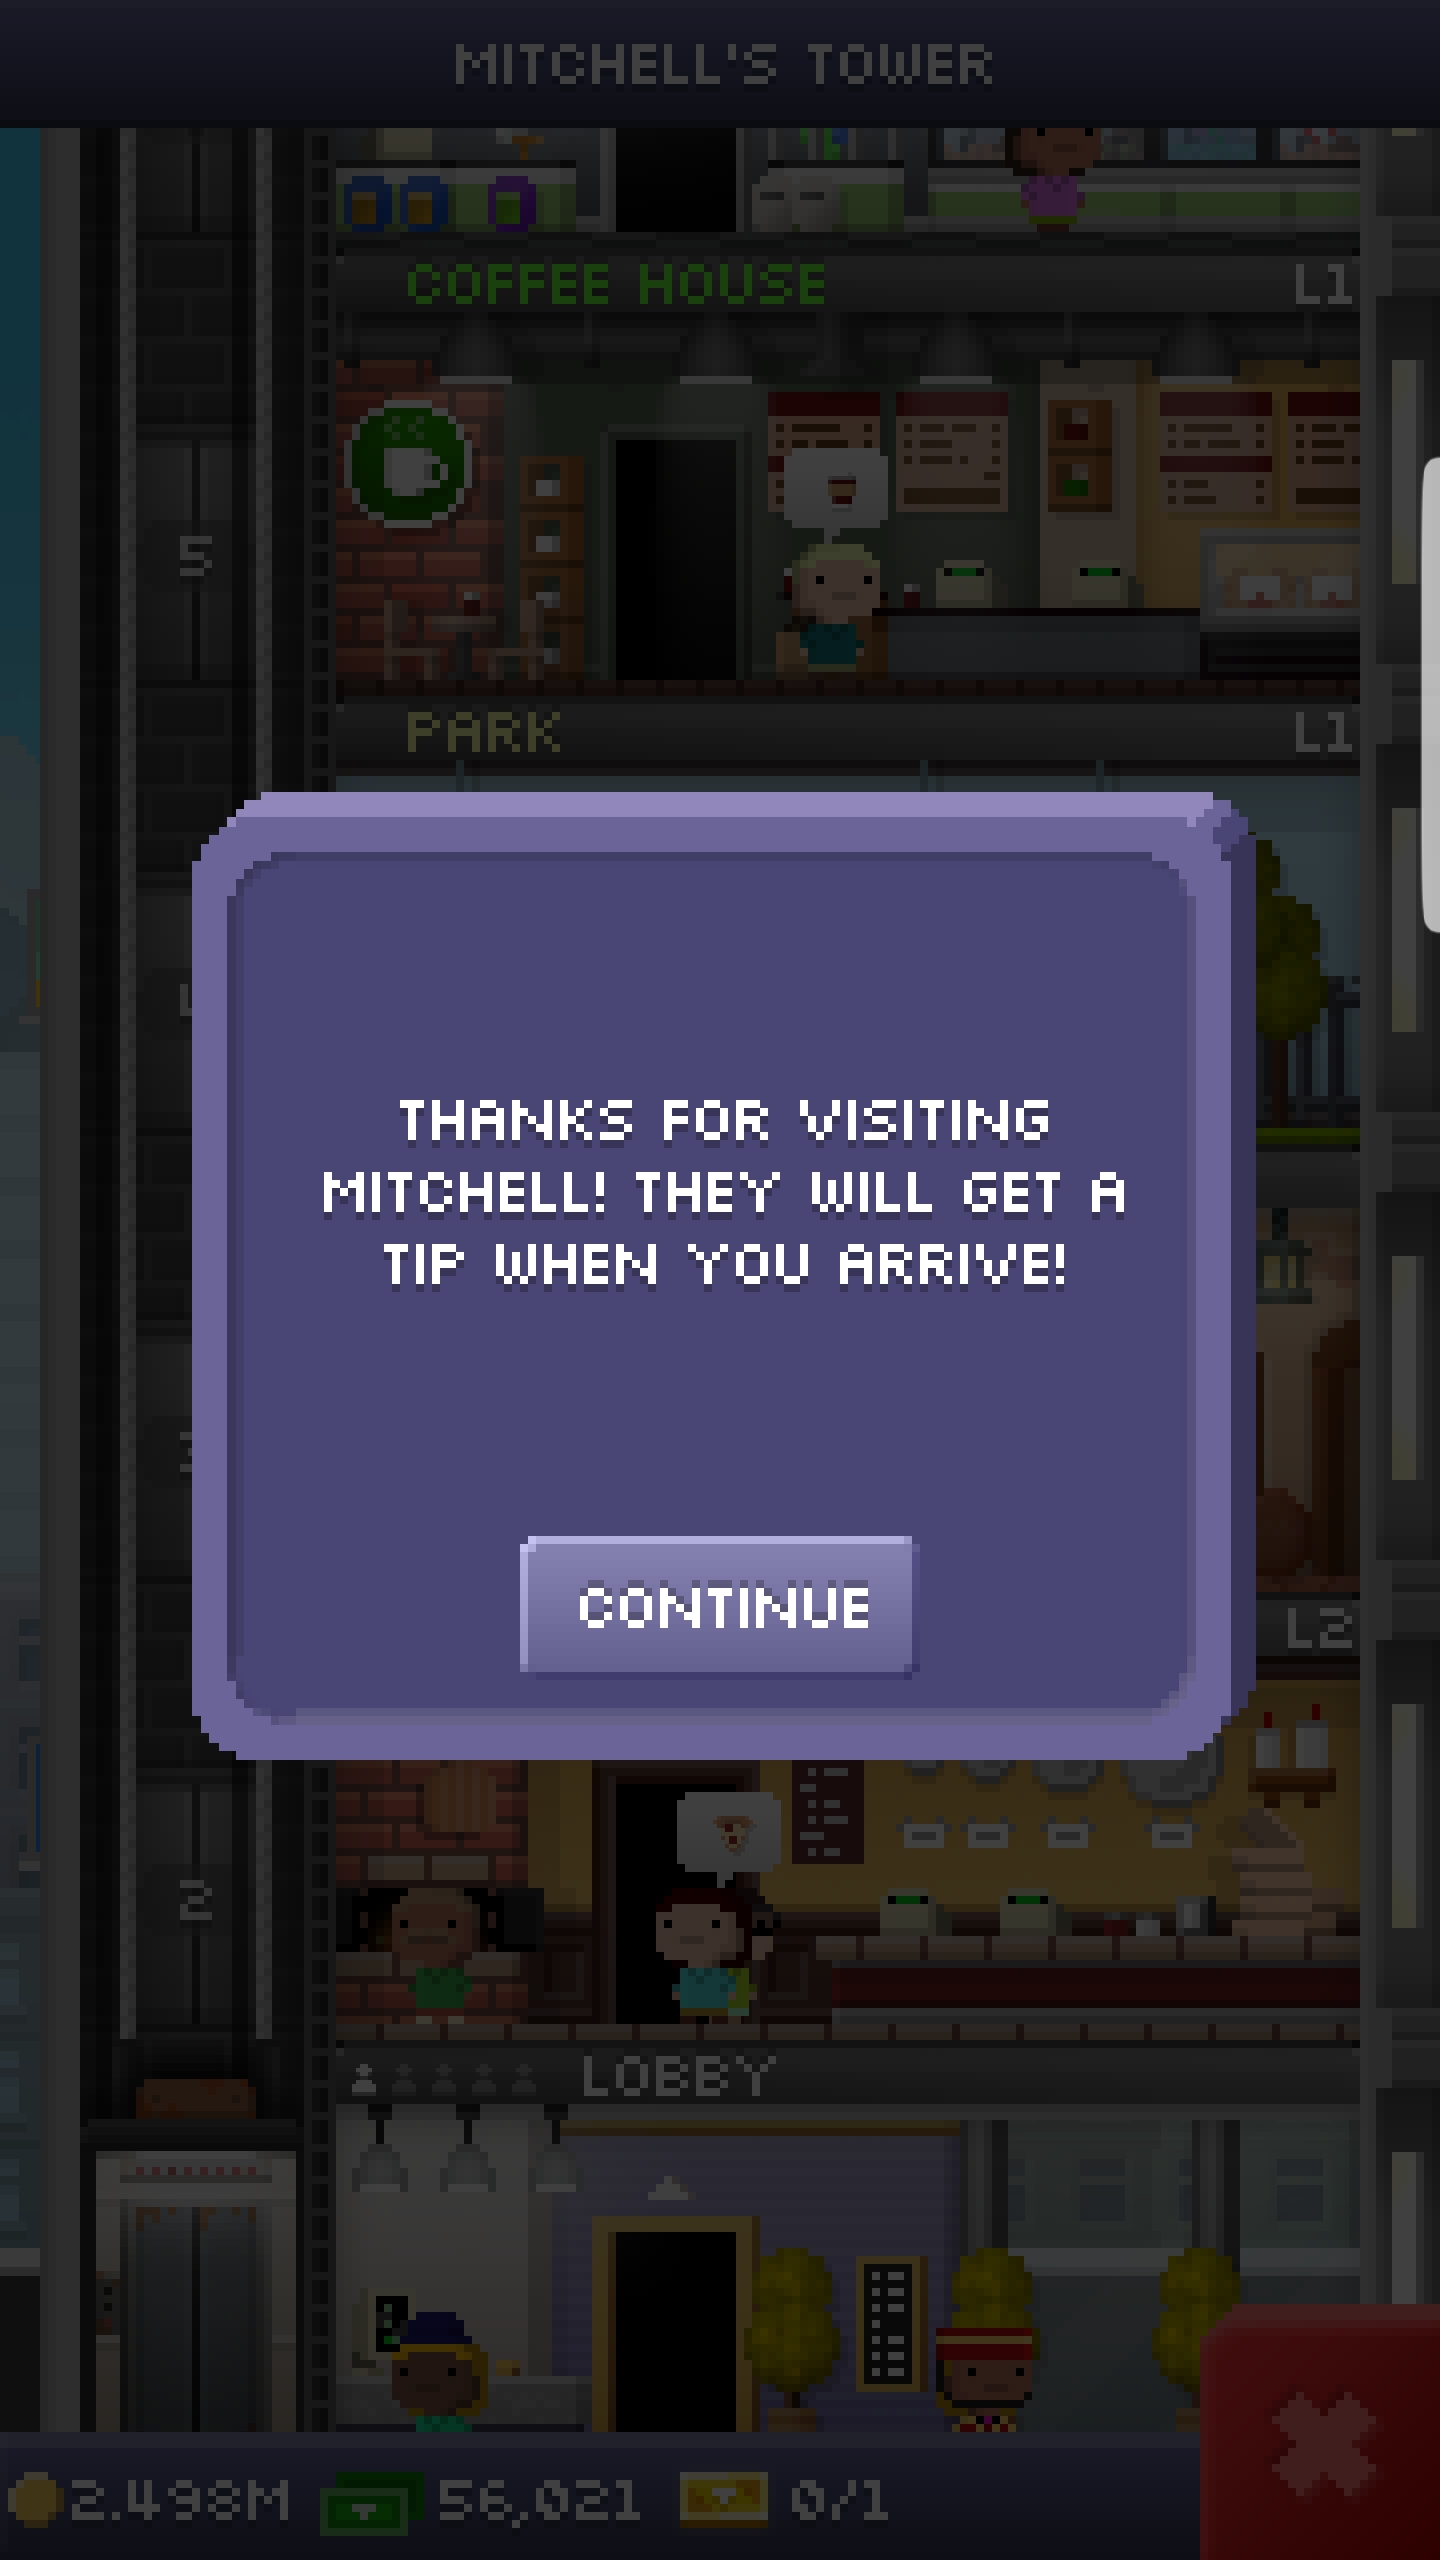 MITCHELL'S TOWER
COFFEE HOUSE L1
5
PARK L1
THANKS FOR VISITING
MITCHELL! THEY WILL GET A
TIP WHEN YOU ARRIVE!
CONTINUE
L2
2
LOBBY
2.498M 56,021 0/1